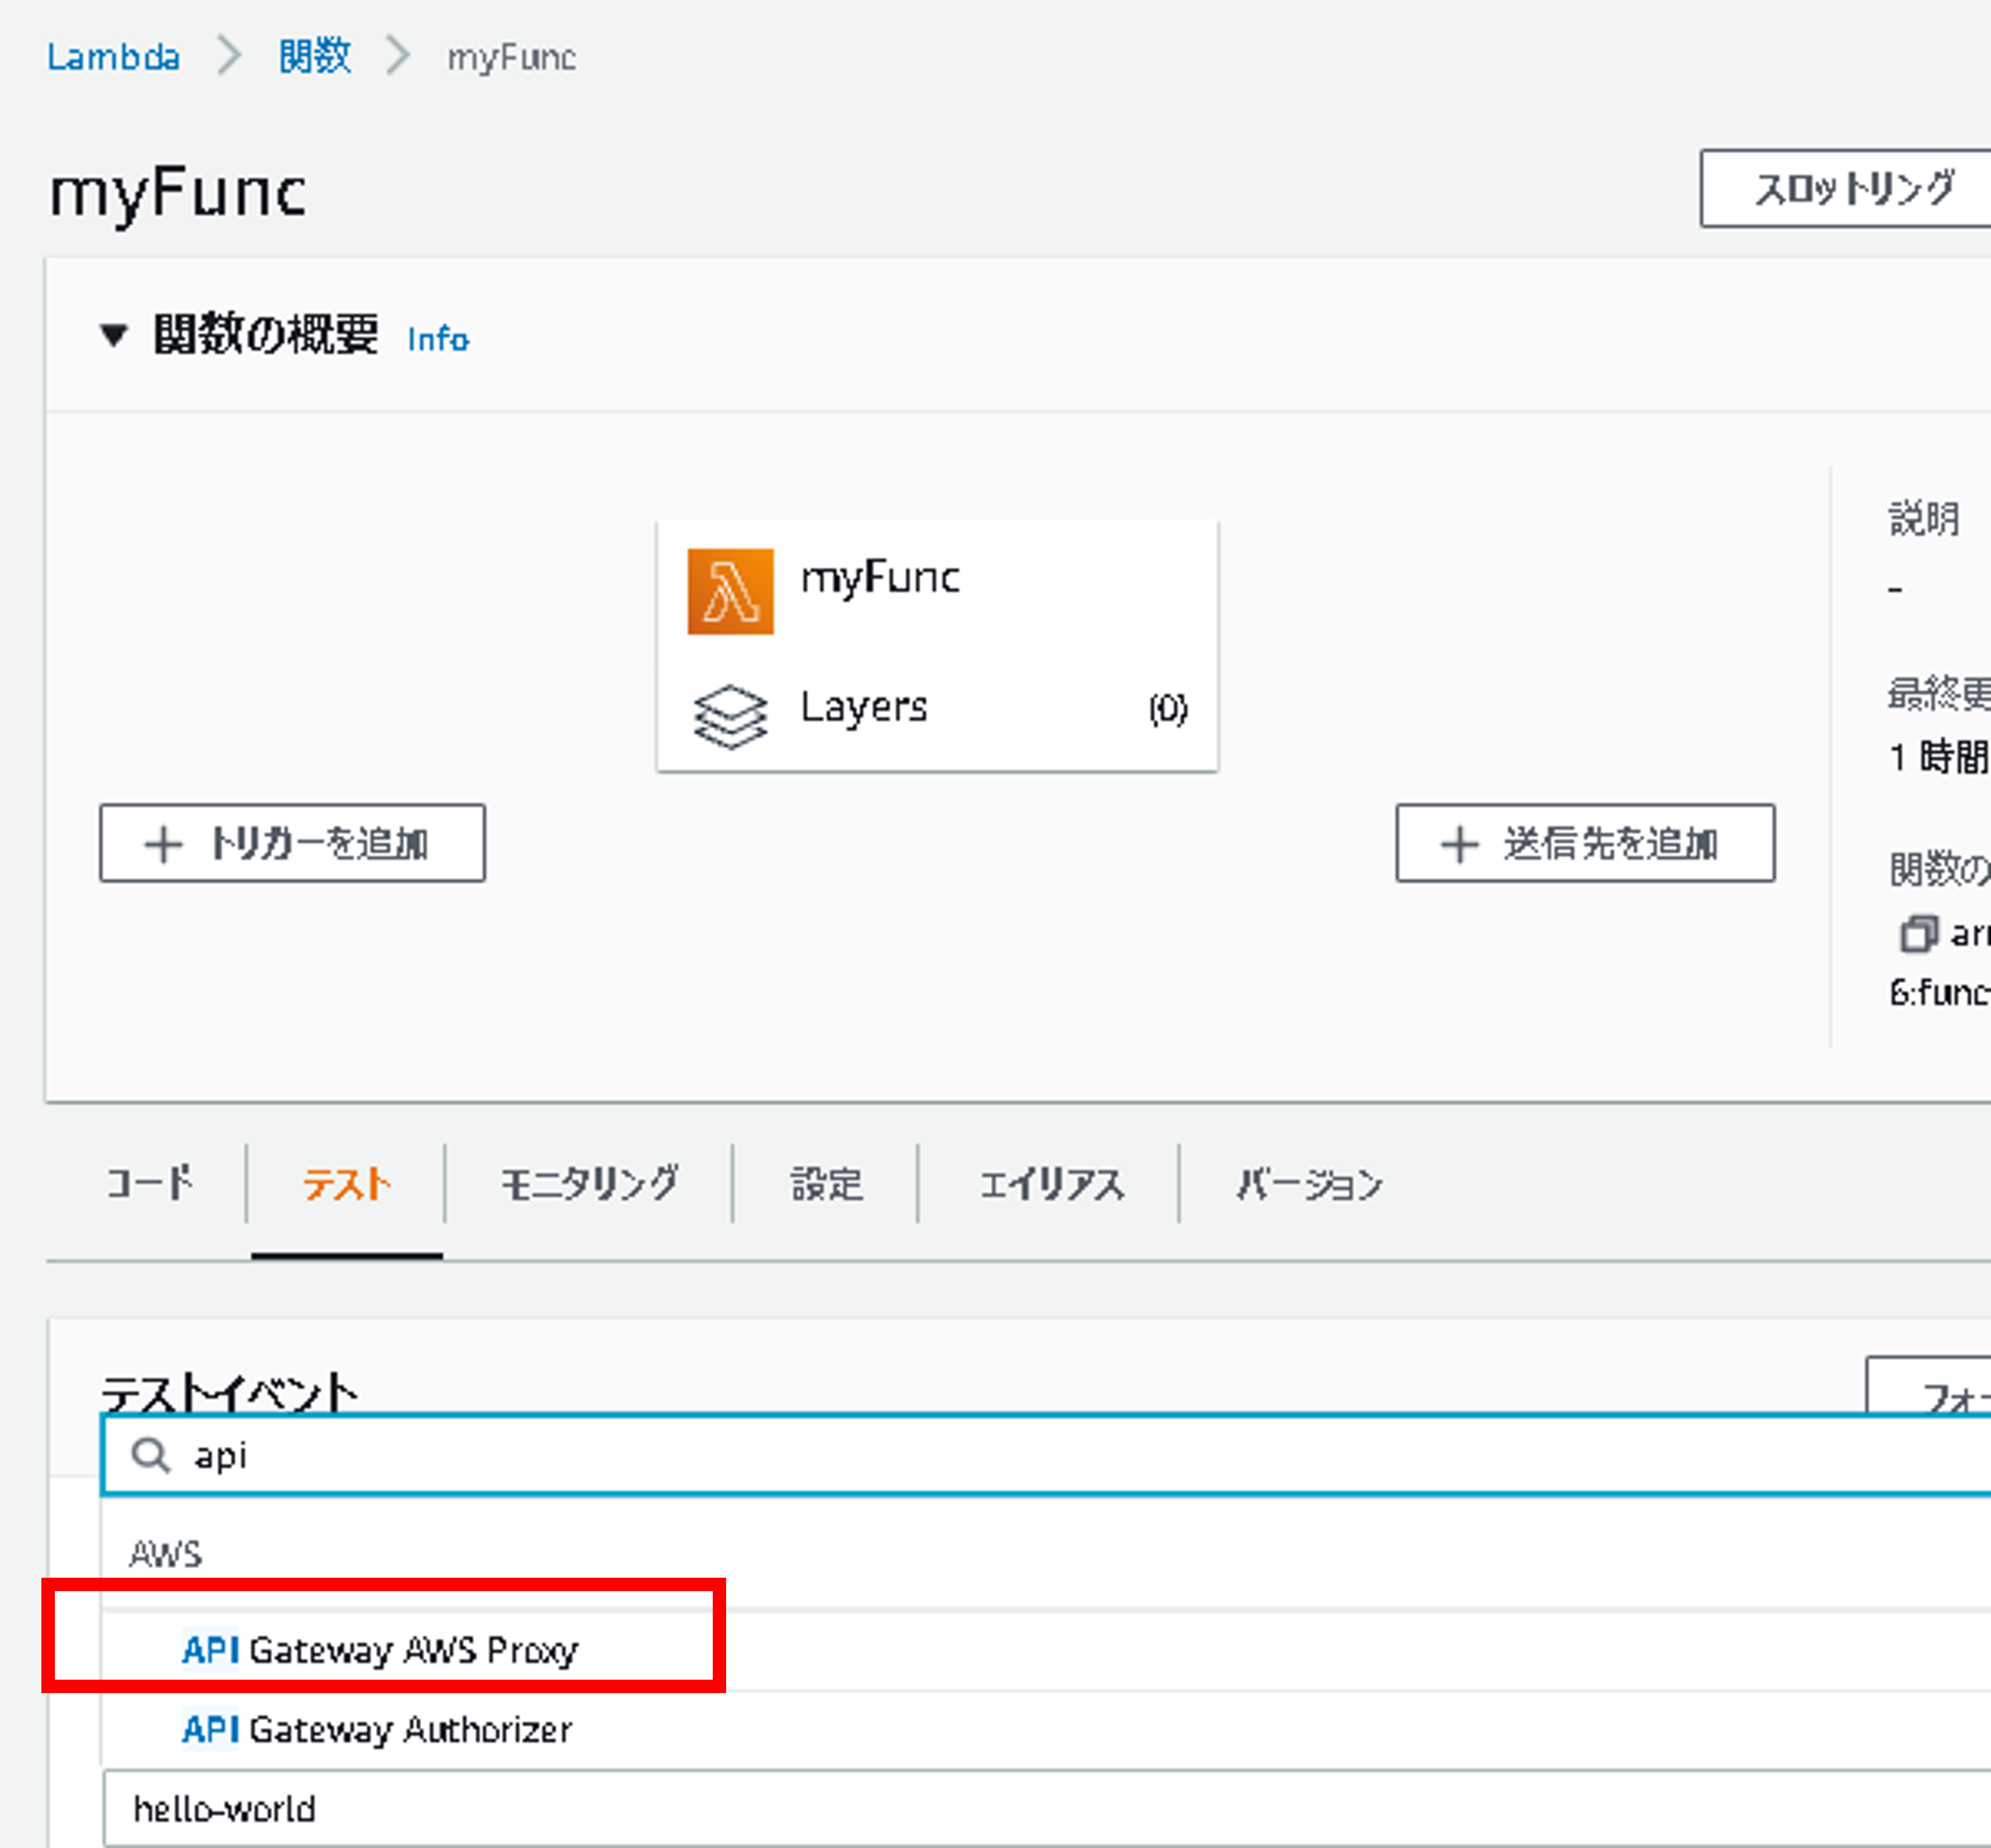 Lambda > 関数 > myFunc
myFunc
スロットリング
▼ 関数の概要 Info
myFunc
Layers (0)
+ トリガーを追加
+ 送信先を追加
説明
-
最終更
1 時間
関数の
6:func
コード テスト モニタリング 設定 エイリアス バージョン
テストイベント
フォー
api
AWS
API Gateway AWS Proxy
API Gateway Authorizer
hello-world